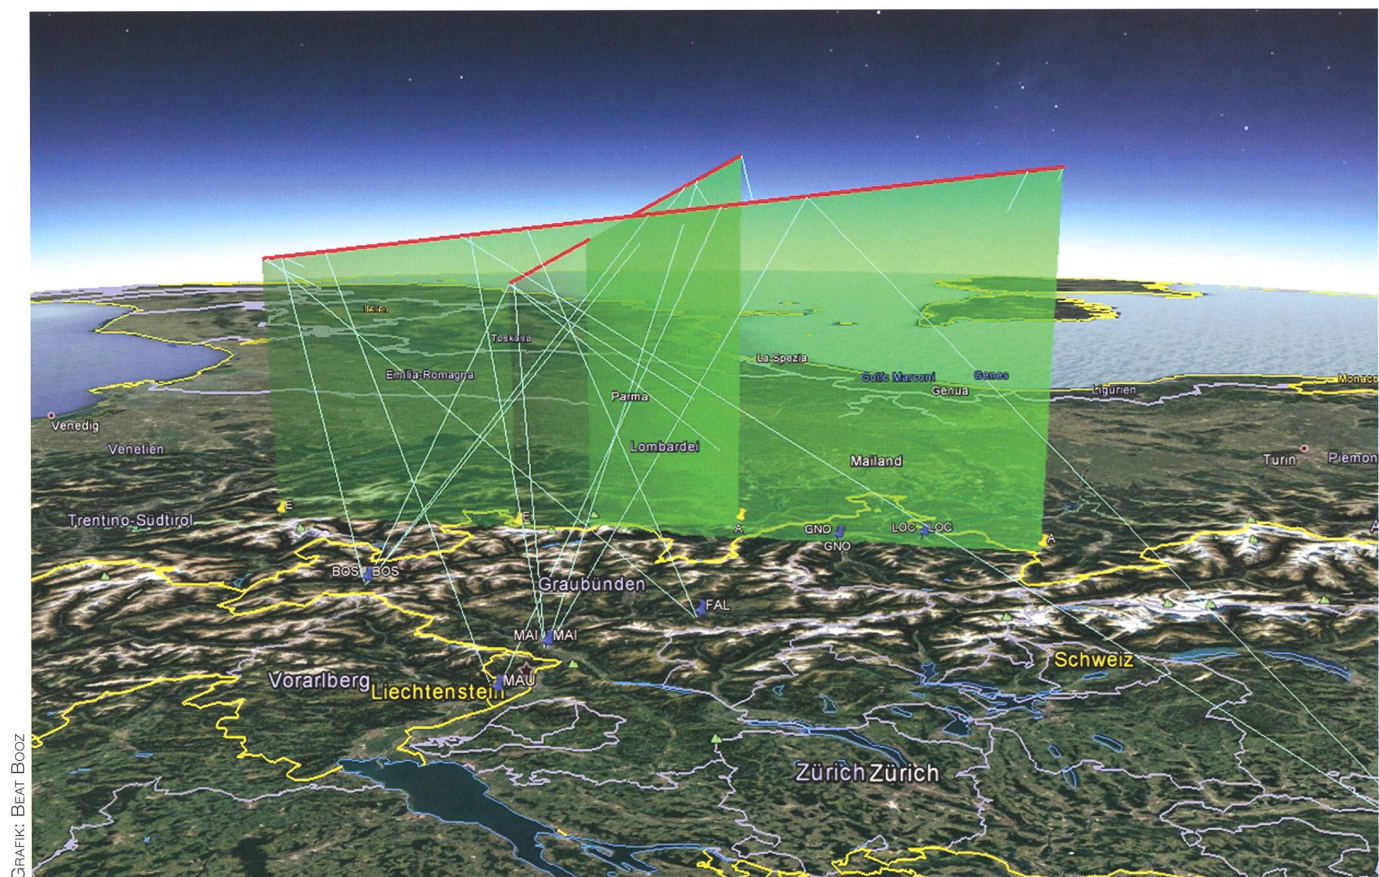 Italien
Toskana
Emilia-Romagna
La Spezia
Golfo Marconi
Genes
Genua
Ligurien
Monaco
Parma
Venedig
Venetien
Lombardei
Mailand
Turin
Piemon
Trentino-Südtirol
E
E
A
A
GNO
GNO
LOC
LOC
BOS
BOS
Graubünden
FAL
MAI
MAI
MAU
Vorarlberg
Liechtenstein
Schweiz
Zürich Zürich
GRAFIK: BEAT BOOZ